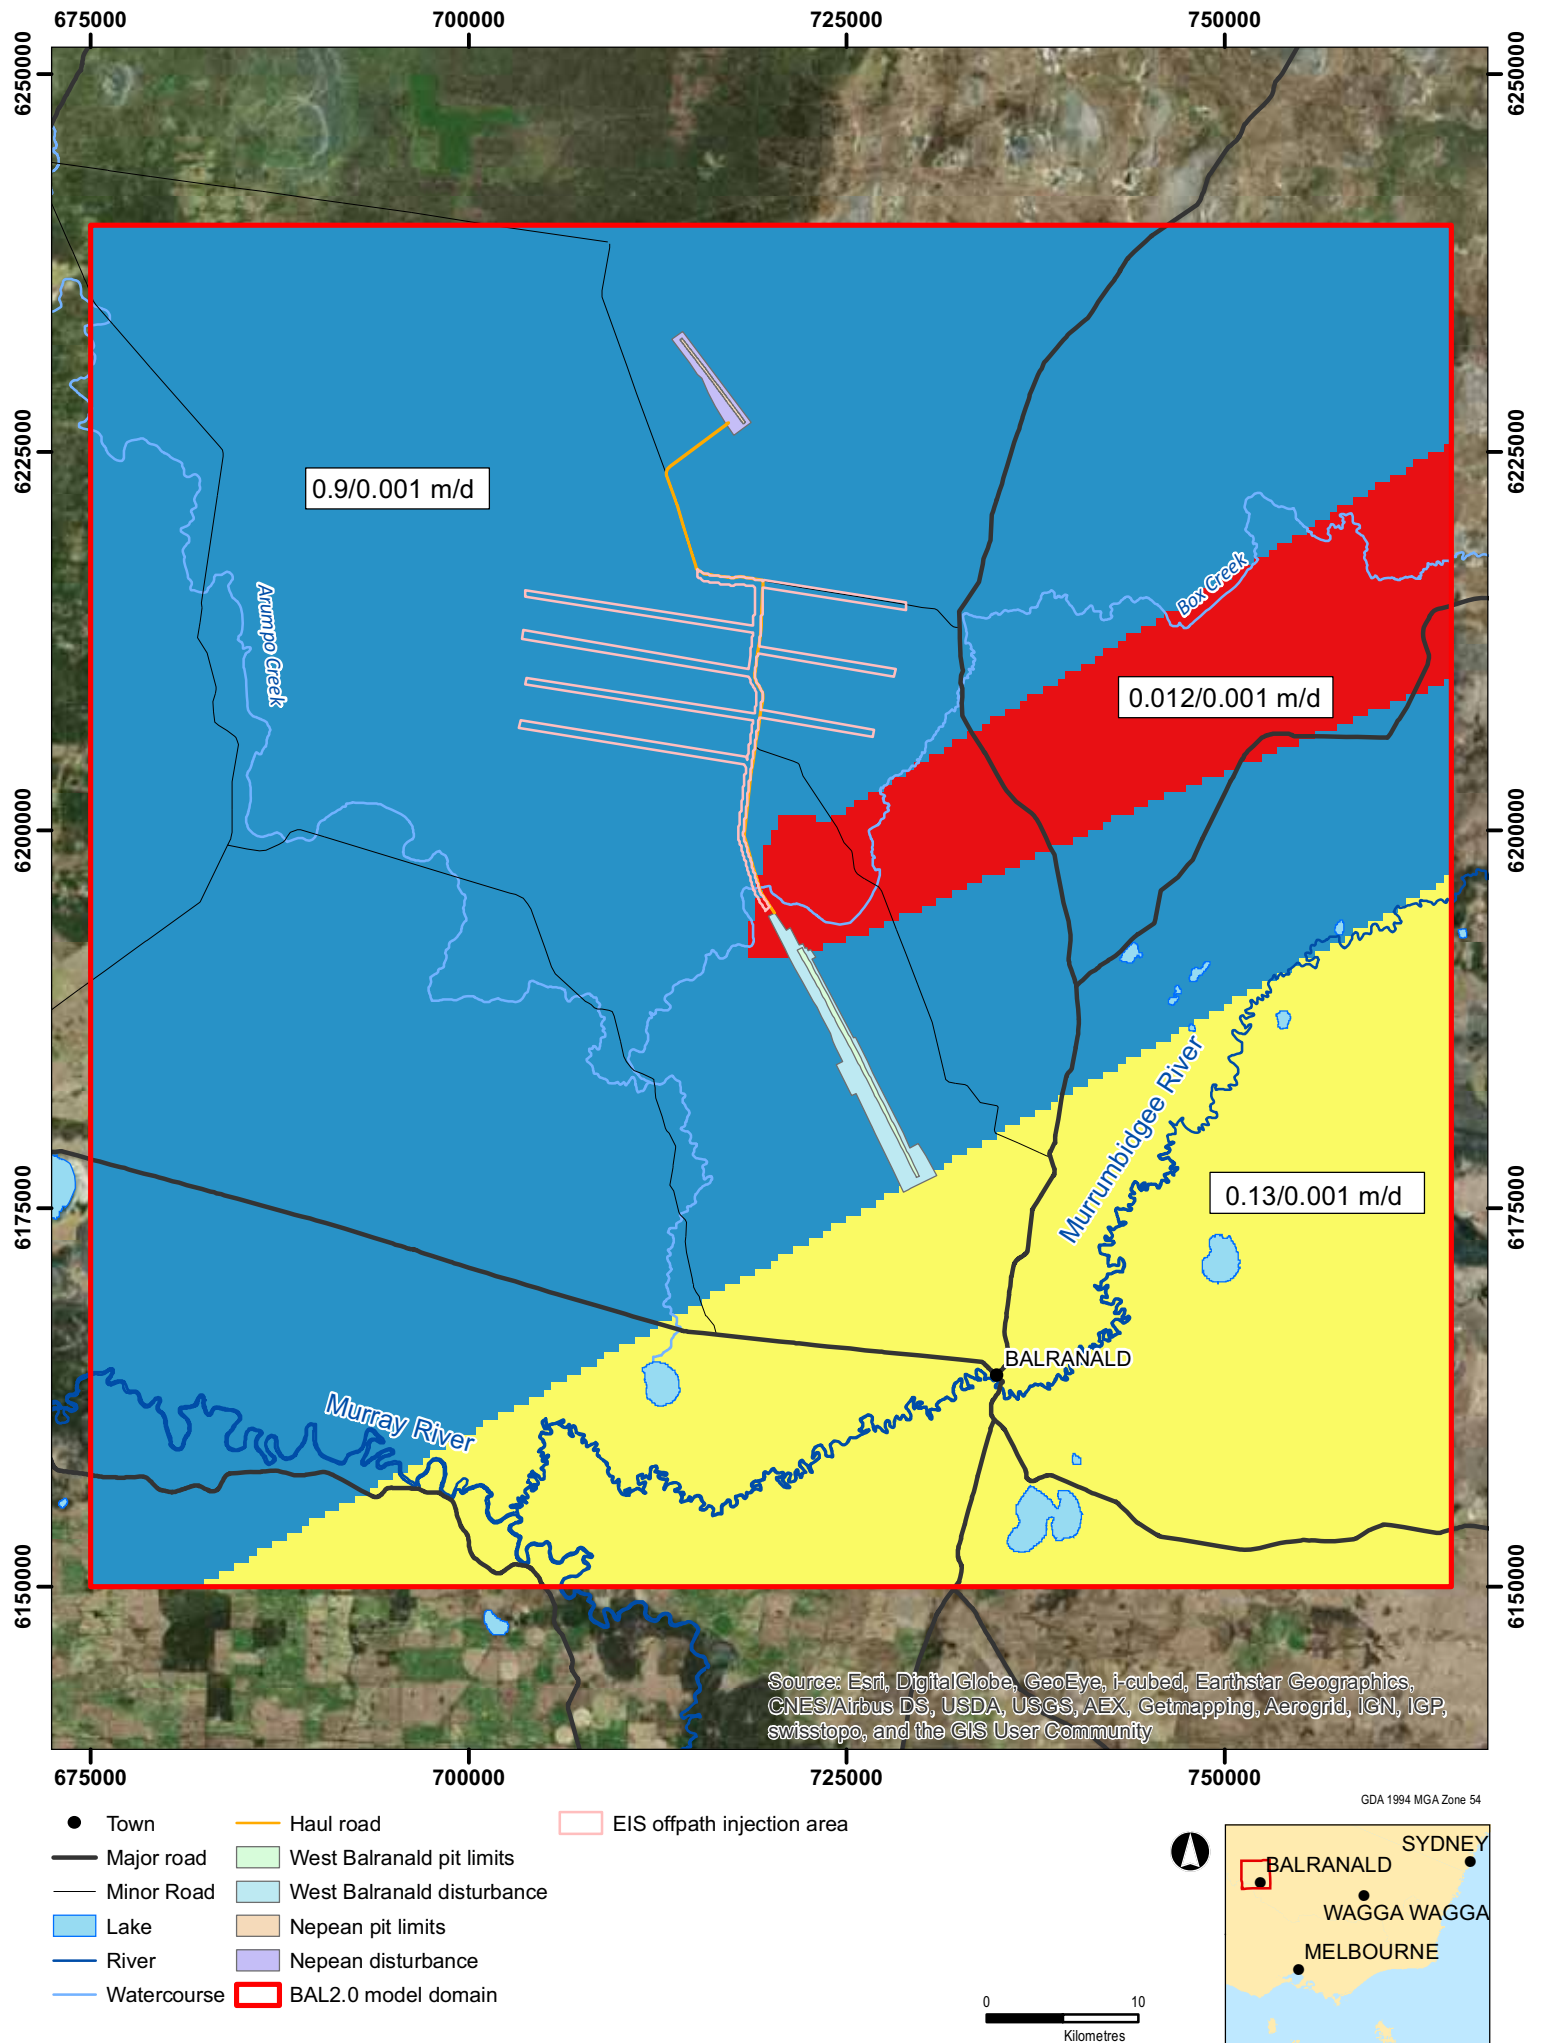 675000 700000 725000 750000
6250000 6250000
6225000 6225000
0.9/0.001 m/d
Box Creek
Arumpo Creek
0.012/0.001 m/d
6200000 6200000
Murrumbidgee River
6175000 6175000
0.13/0.001 m/d
BALRANALD
Murray River
6150000 6150000
Source: Esri, DigitalGlobe, GeoEye, i-cubed, Earthstar Geographics,
CNES/Airbus DS, USDA, USGS, AEX, Getmapping, Aerogrid, IGN, IGP,
swisstopo, and the GIS User Community
675000 700000 725000 750000
GDA 1994 MGA Zone 54
Town
Major road
Minor Road
Lake
River
Watercourse
Haul road
West Balranald pit limits
West Balranald disturbance
Nepean pit limits
Nepean disturbance
BAL2.0 model domain
EIS offpath injection area
0 10
Kilometres
SYDNEY
BALRANALD
WAGGA WAGGA
MELBOURNE